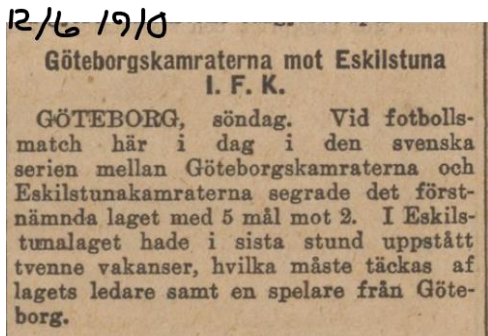 12/6 1910
Göteborgskamraterna mot Eskilstuna
I. F. K.
GÖTEBORG, söndag. Vid fotbolls-
match här i dag i den svenska
serien mellan Göteborgskamraterna och
Eskilstunakamraterna segrade det först-
nämnda laget med 5 mål mot 2. I Eskils-
tunalaget hade i sista stund uppstått
tvenne vakanser, hvilka måste täckas af
lagets ledare samt en spelare från Göte-
borg.